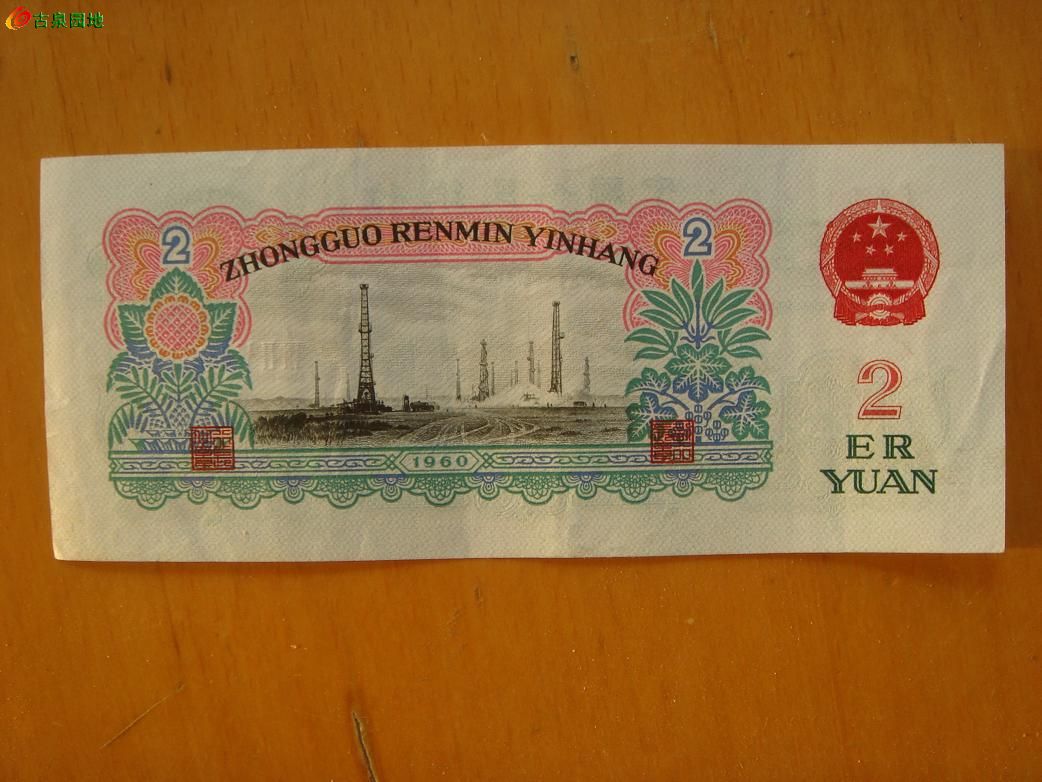 古泉园地
2
2
ZHONGGUO RENMIN YINHANG
1960
2
ER
YUAN